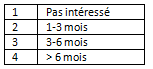 1 Pas intéressé
2 1-3 mois
3 3-6 mois
4 > 6 mois